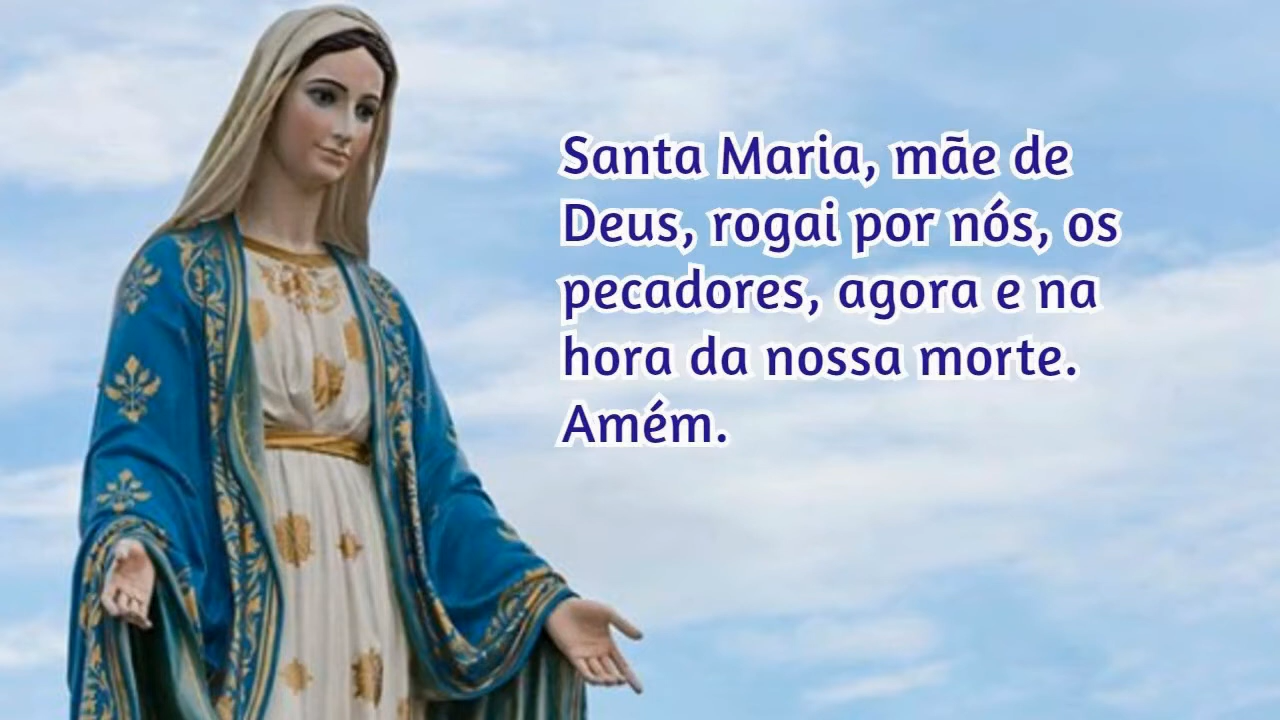 Santa Maria, mãe de
Deus, rogai por nós, os
pecadores, agora e na
hora da nossa morte.
Amém.